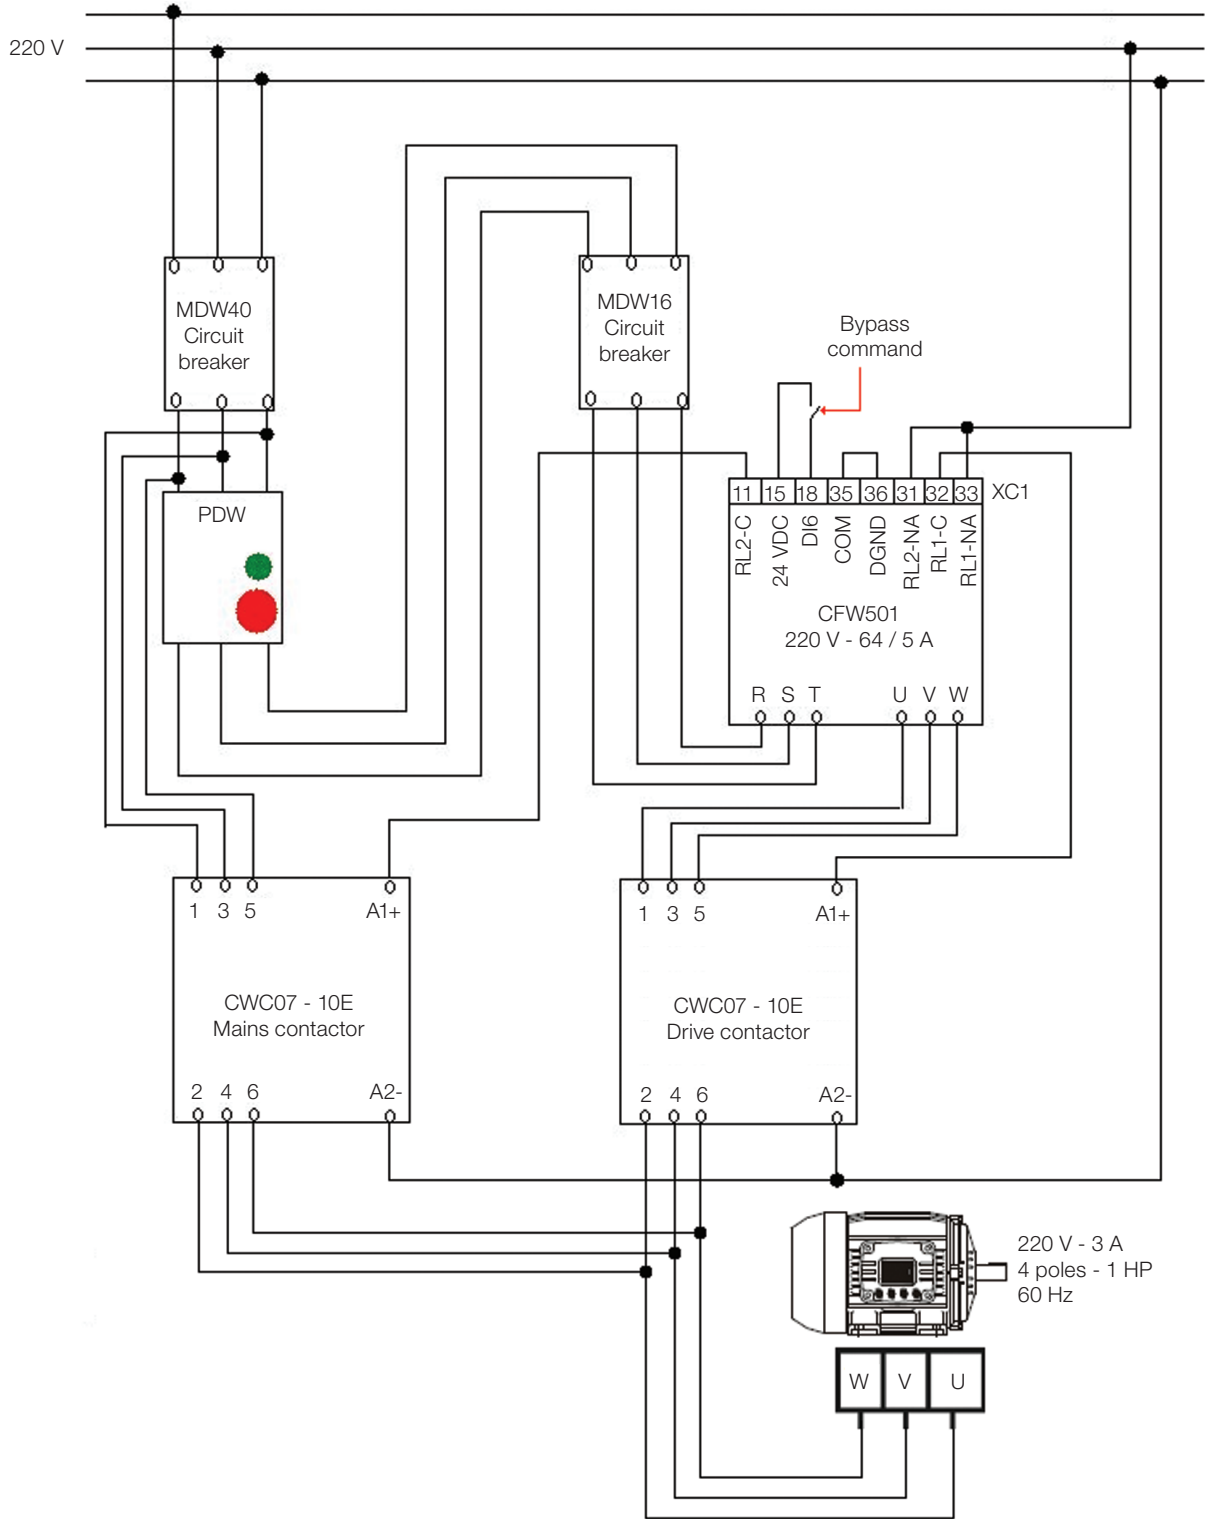 220 V
MDW40
Circuit
breaker
MDW16
Circuit
breaker
Bypass
command
11 15 18 35 36 31 32 33 XC1
RL2-C
24 VDC
DI6
COM
DGND
RL2-NA
RL1-C
RL1-NA
PDW
CFW501
220 V - 64 / 5 A
R S T U V W
1 3 5 A1+
CWC07 - 10E
Mains contactor
2 4 6 A2-
1 3 5 A1+
CWC07 - 10E
Drive contactor
2 4 6 A2-
220 V - 3 A
4 poles - 1 HP
60 Hz
W V U